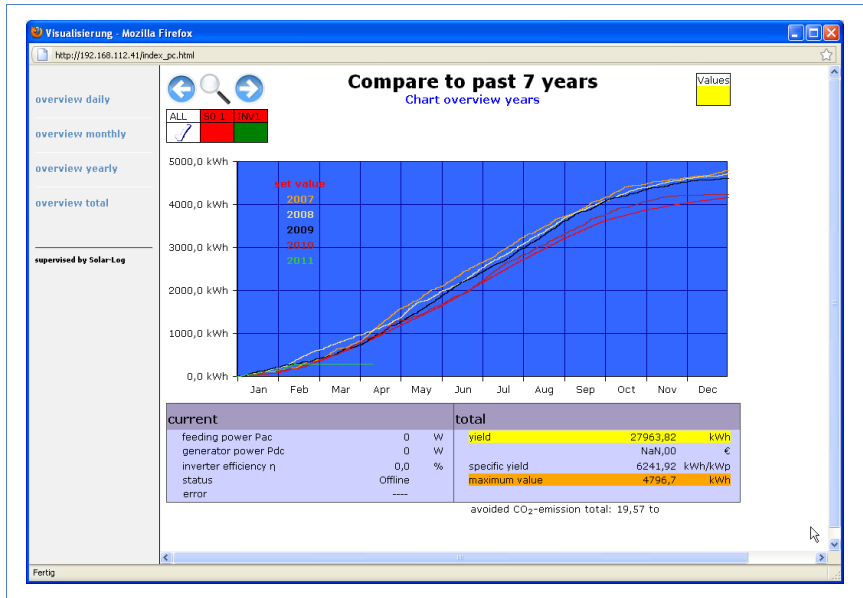 Visualisierung - Mozilla Firefox
http://192.168.112.41/index_pc.html
overview daily
overview monthly
overview yearly
overview total
supervised by Solar-Log
Compare to past 7 years
Chart overview years
Values
ALL S0 1 INV1
5000,0 kWh
4000,0 kWh
3000,0 kWh
2000,0 kWh
1000,0 kWh
0,0 kWh
set value
2007
2008
2009
2010
2011
Jan Feb Mar Apr May Jun Jul Aug Sep Oct Nov Dec
current
feeding power Pac 0 W
generator power Pdc 0 W
inverter efficiency η 0,0 %
status Offline
error ----
total
yield 27963,82 kWh
NaN,00 €
specific yield 6241,92 kWh/kWp
maximum value 4796,7 kWh
avoided CO₂-emission total: 19,57 to
Fertig